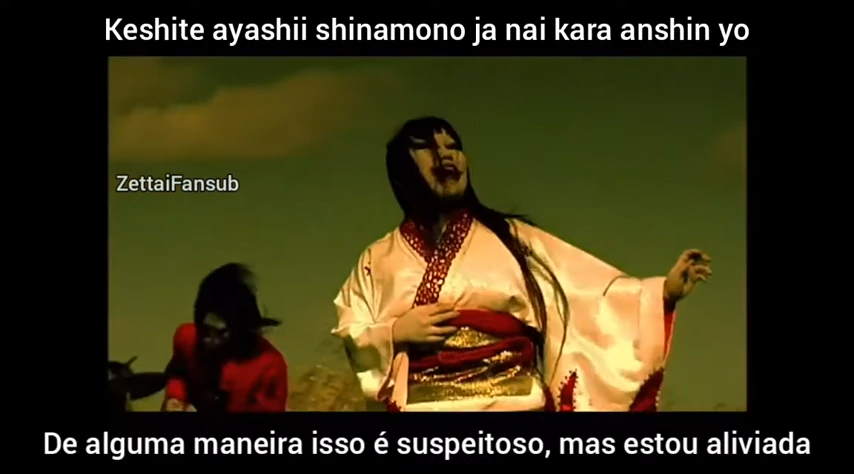 Keshite ayashii shinamono ja nai kara anshin yo
ZettaiFansub
De alguma maneira isso é suspeitoso, mas estou aliviada